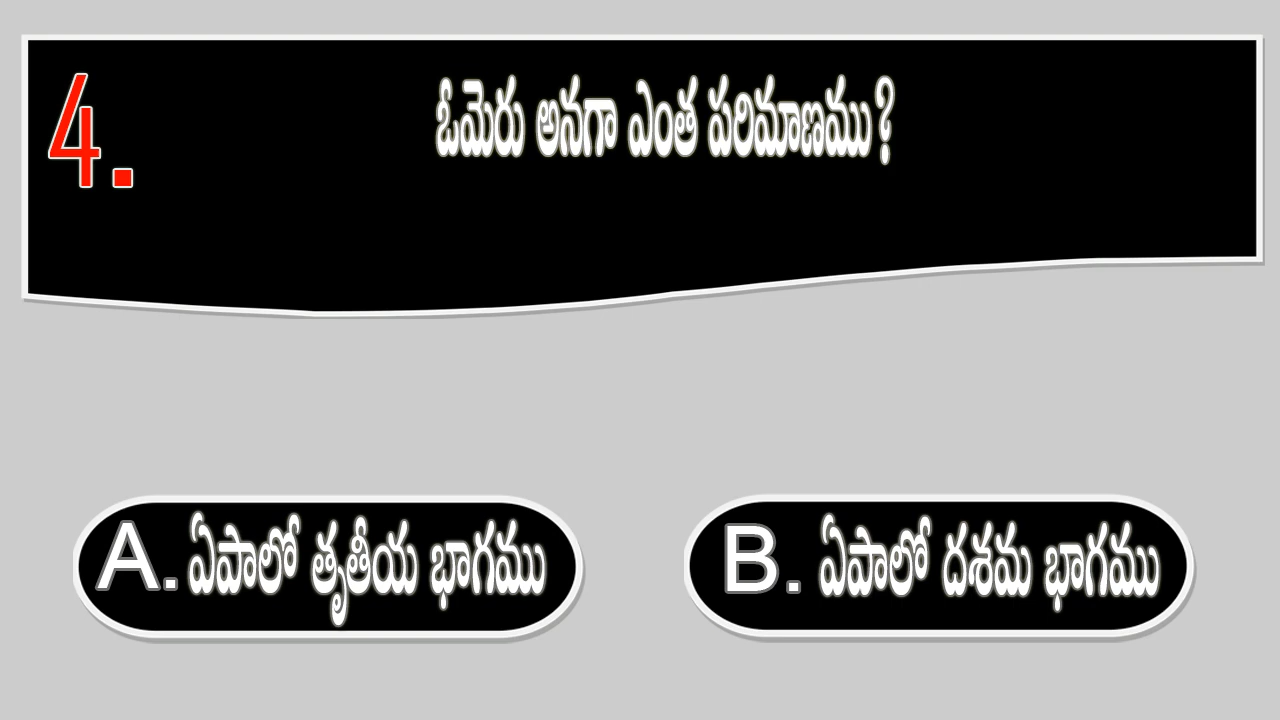 4. ఓమెరు అనగా ఎంత పరిమాణము?
A. ఏపాలో తృతీయ భాగము
B. ఏపాలో దశమ భాగము